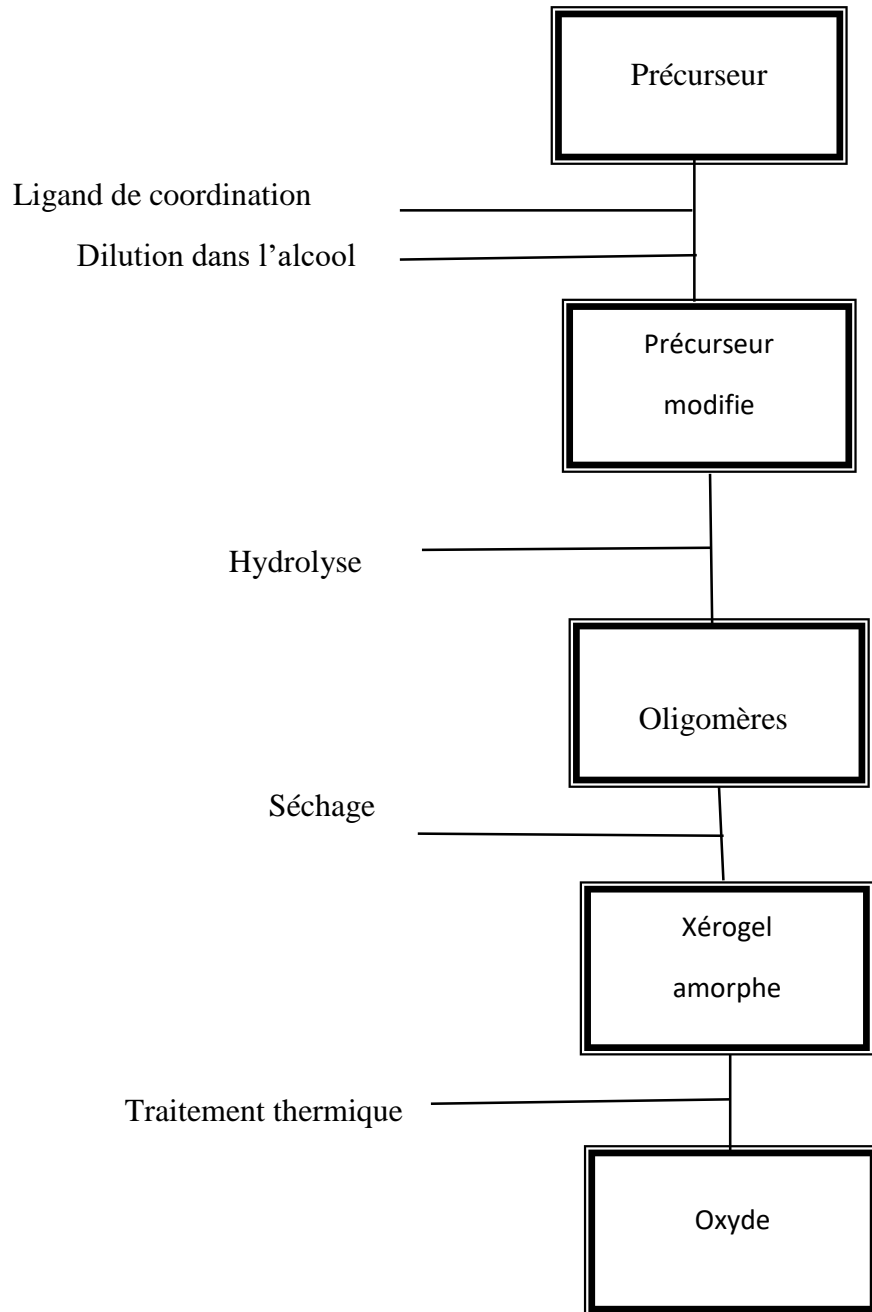 Précurseur
Ligand de coordination
Dilution dans l’alcool
Précurseur
modifie
Hydrolyse
Oligomères
Séchage
Xérogel
amorphe
Traitement thermique
Oxyde